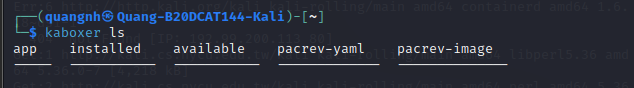 (quangnh㉿Quang-B20DCAT144-Kali)-[~]
$ kaboxer ls
app installed available pacrev-yaml pacrev-image